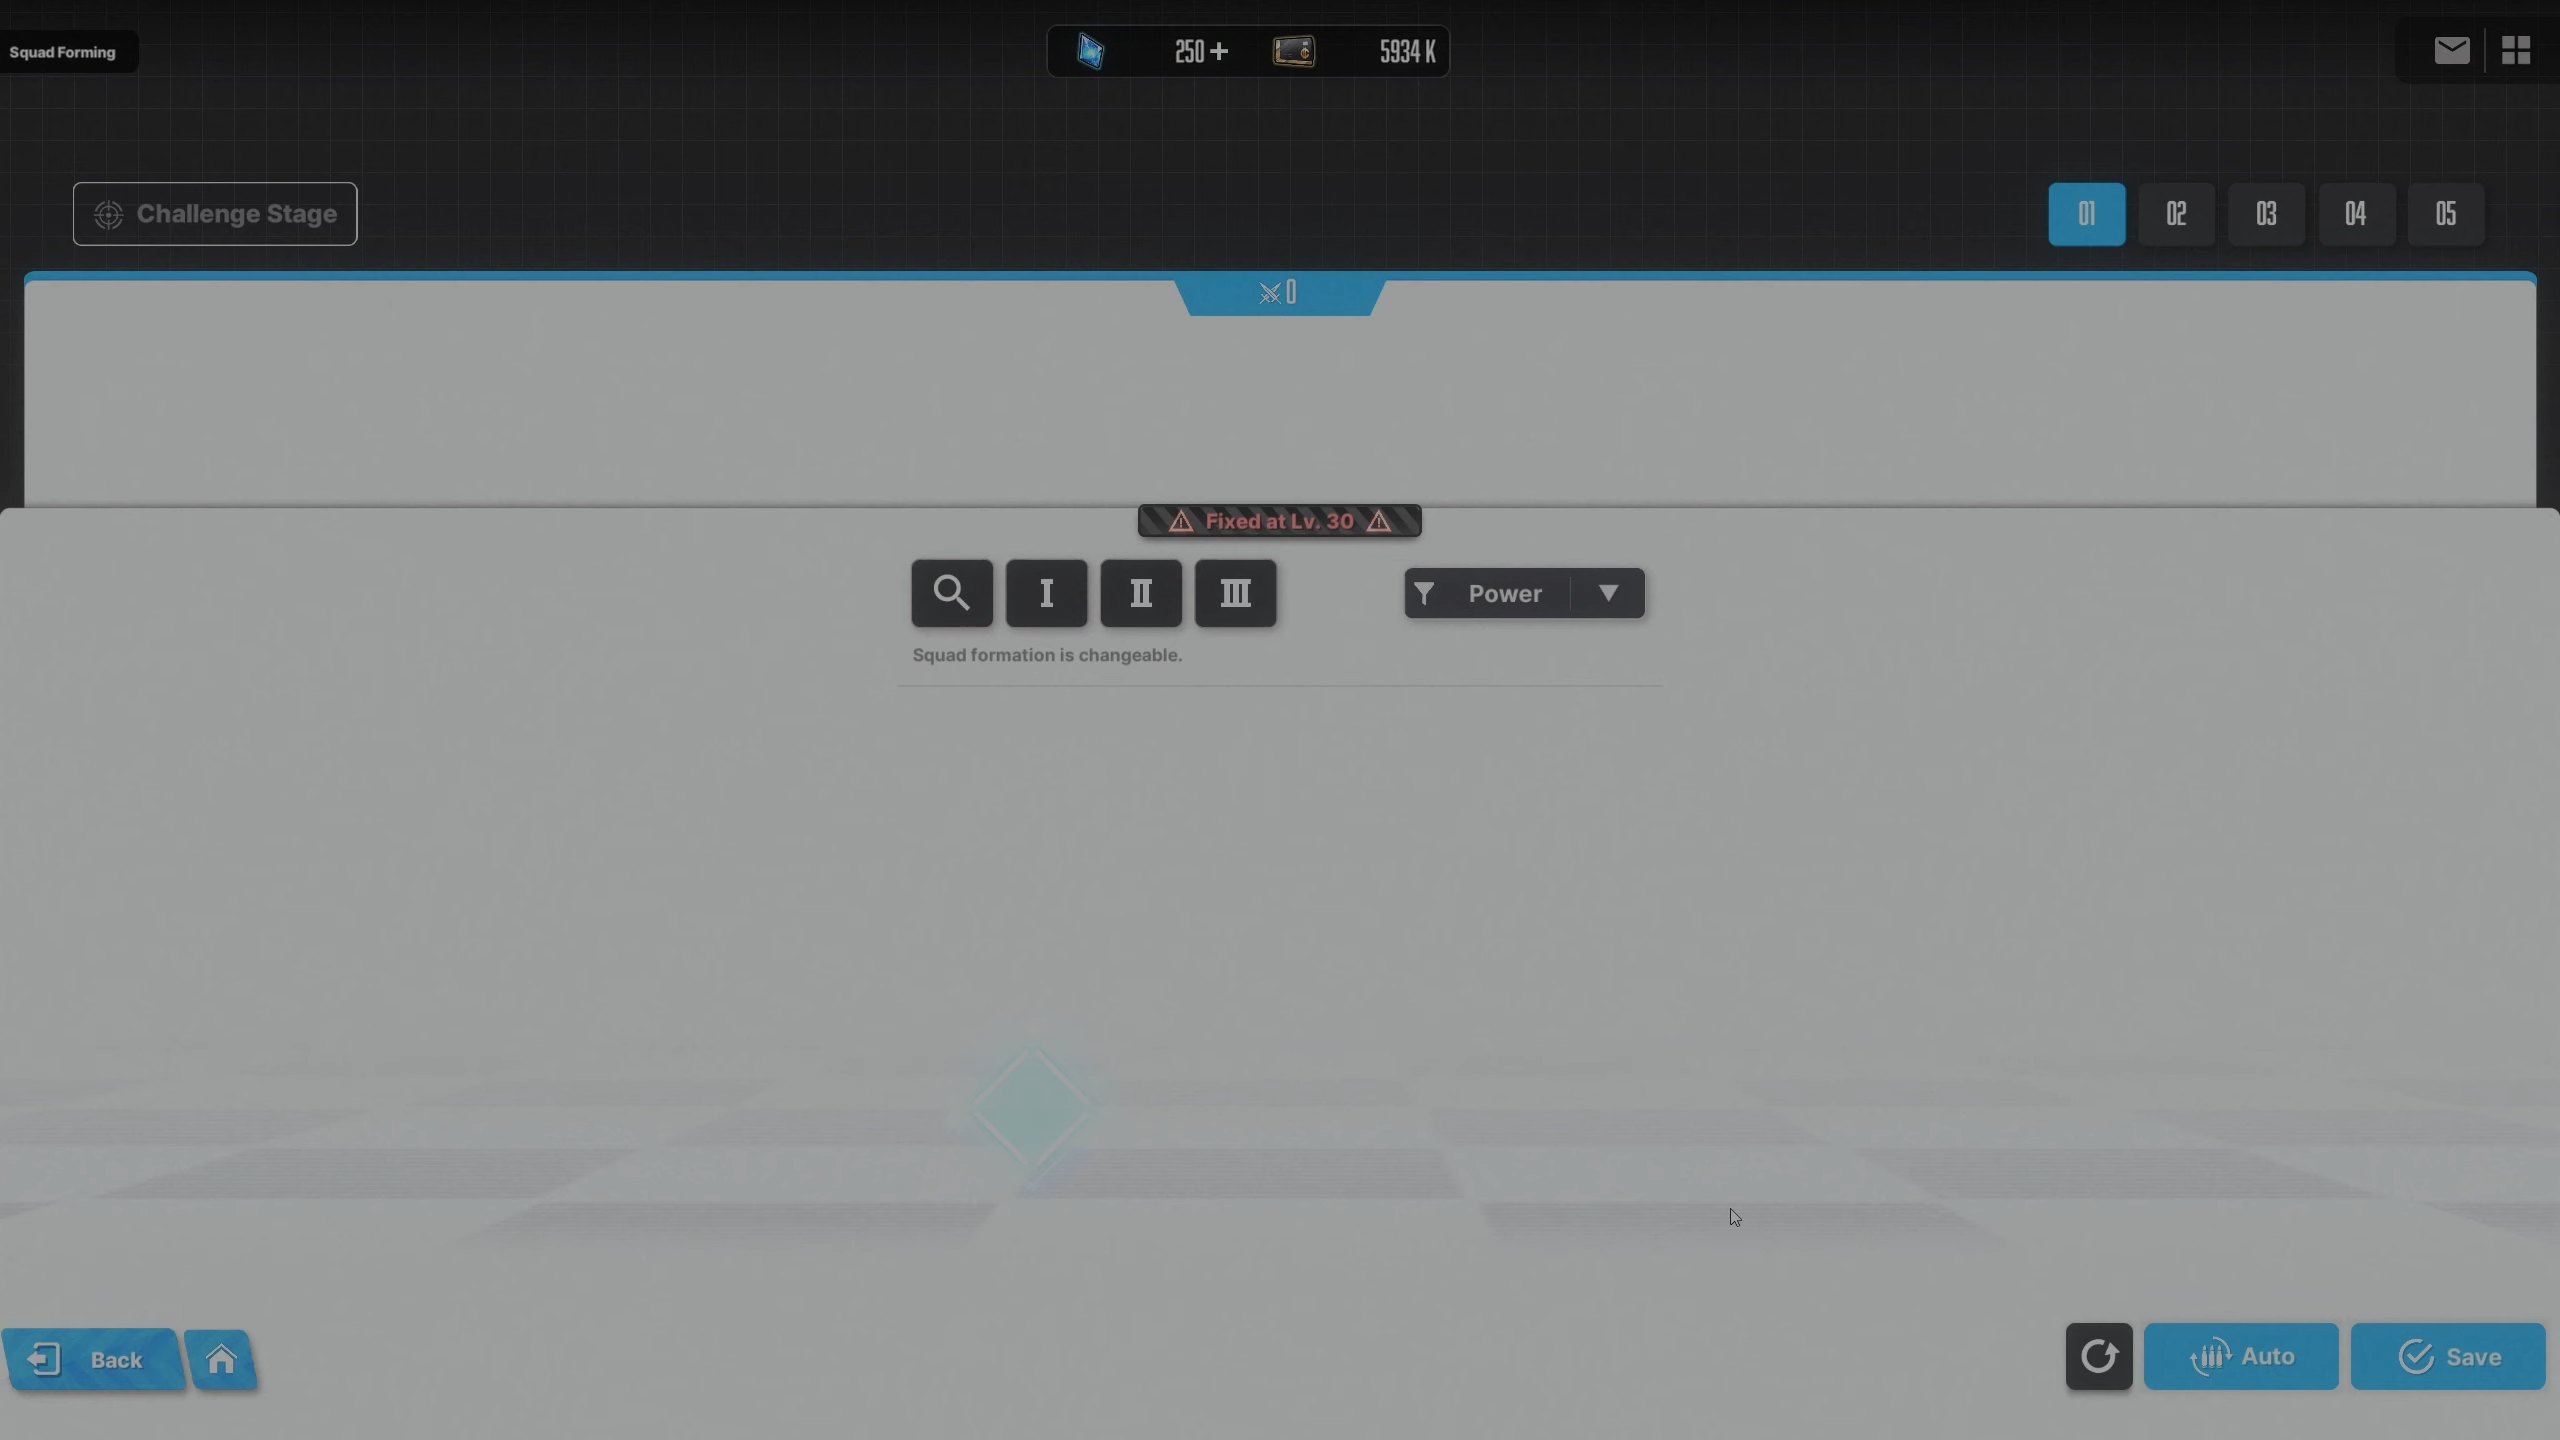 Squad Forming
250 +
5934 K
Challenge Stage
01
02
03
04
05
0
Fixed at Lv. 30
I
II
III
Power
Squad formation is changeable.
Back
Auto
Save